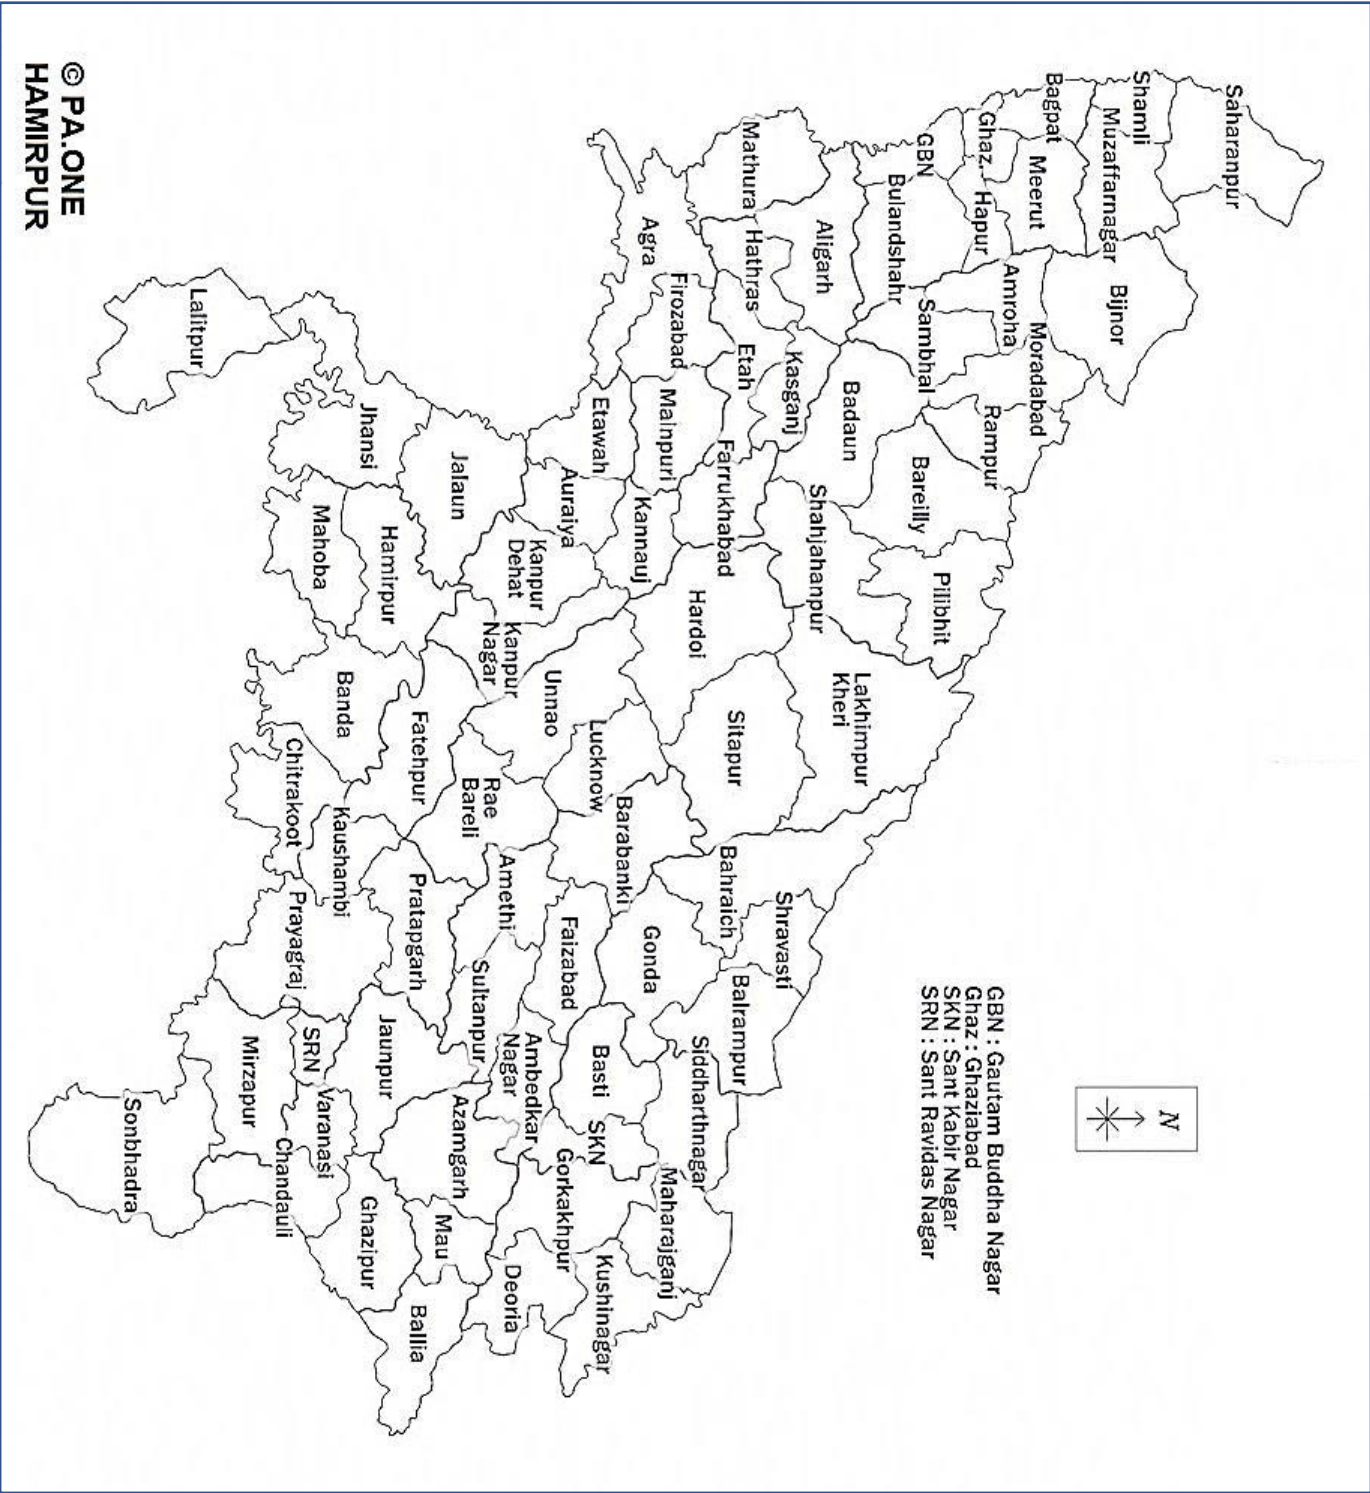 Saharanpur
Shamli
Muzaffarnagar
Bijnor
Bagpat
Meerut
Ghaz.
Hapur
GBN
Bulandshahr
Amroha
Moradabad
Sambhal
Rampur
Mathura
Aligarh
Hathras
Kasganj
Badaun
Bareilly
Pilibhit
Agra
Firozabad
Etah
Mainpuri
Farrukhabad
Shahjahanpur
Lakhimpur
Kheri
Etawah
Auraiya
Kannauj
Hardoi
Sitapur
Jalaun
Kanpur
Dehat
Kanpur
Nagar
Unnao
Lucknow
Barabanki
Bahraich
Shravasti
Balrampur
Gonda
Jhansi
Lalitpur
Hamirpur
Mahoba
Banda
Fatehpur
Rae
Bareli
Amethi
Faizabad
Chitrakoot
Kaushambi
Pratapgarh
Sultanpur
Ambedkar
Nagar
Basti
Siddharthnagar
SKN
Maharajganj
Prayagraj
Jaunpur
Azamgarh
Gorkakhpur
Kushinagar
Deoria
SRN
Varanasi
Mirzapur
Chandauli
Ghazipur
Mau
Ballia
Sonbhadra
N
GBN : Gautam Buddha Nagar
Ghaz : Ghaziabad
SKN : Sant Kabir Nagar
SRN : Sant Ravidas Nagar
© PA.ONE
HAMIRPUR